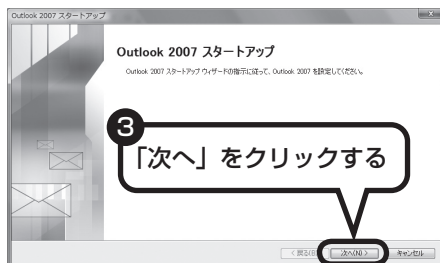 Outlook 2007 スタートアップ
Outlook 2007 スタートアップ
Outlook 2007 スタートアップ ウィザードの指示に従って、Outlook 2007 を設定してください。
3
「次へ」をクリックする
< 戻る(B) 次へ(N) > キャンセル